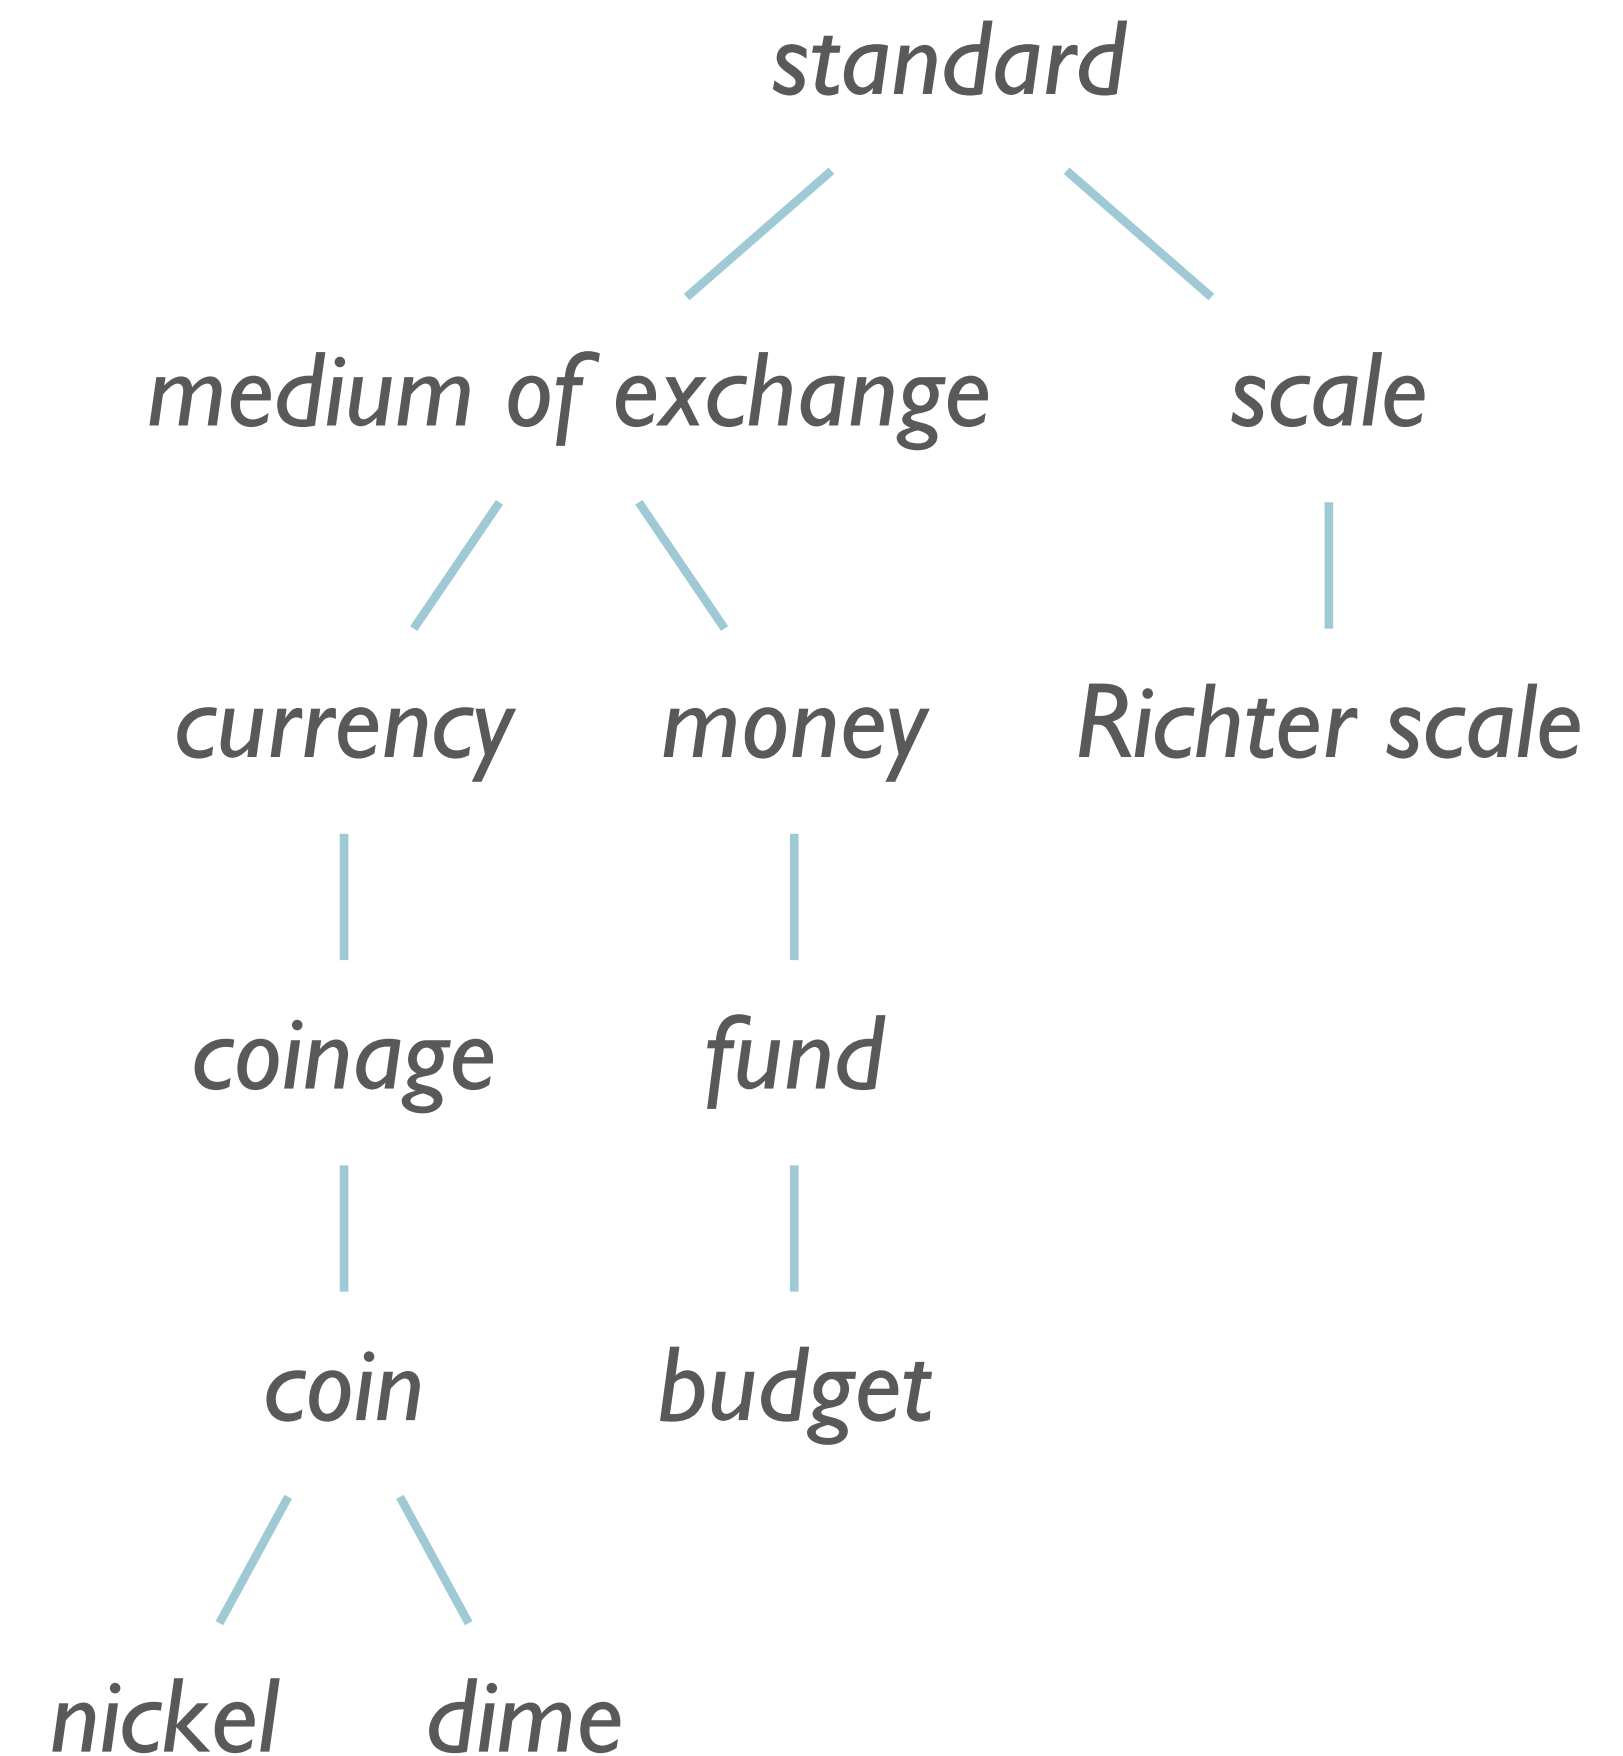 standard
medium of exchange scale
currency money Richter scale
coinage fund
coin budget
nickel dime